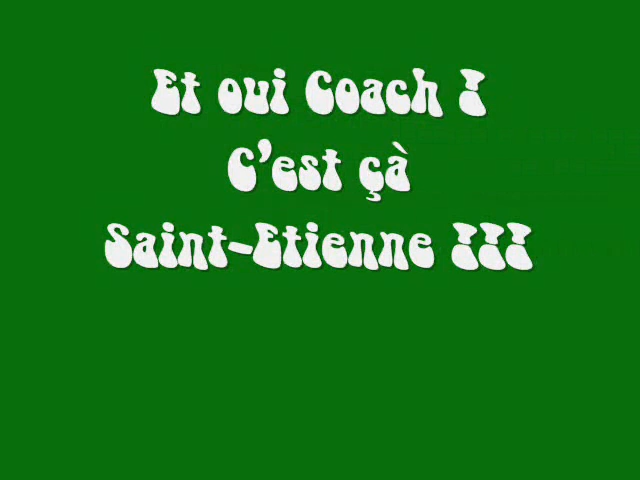 Et oui Coach !
C'est çà
Saint-Etienne !!!